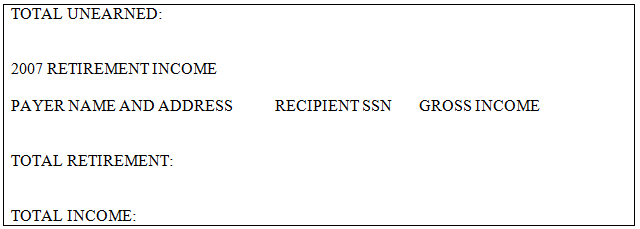 TOTAL UNEARNED:
2007 RETIREMENT INCOME
PAYER NAME AND ADDRESS RECIPIENT SSN GROSS INCOME
TOTAL RETIREMENT:
TOTAL INCOME: